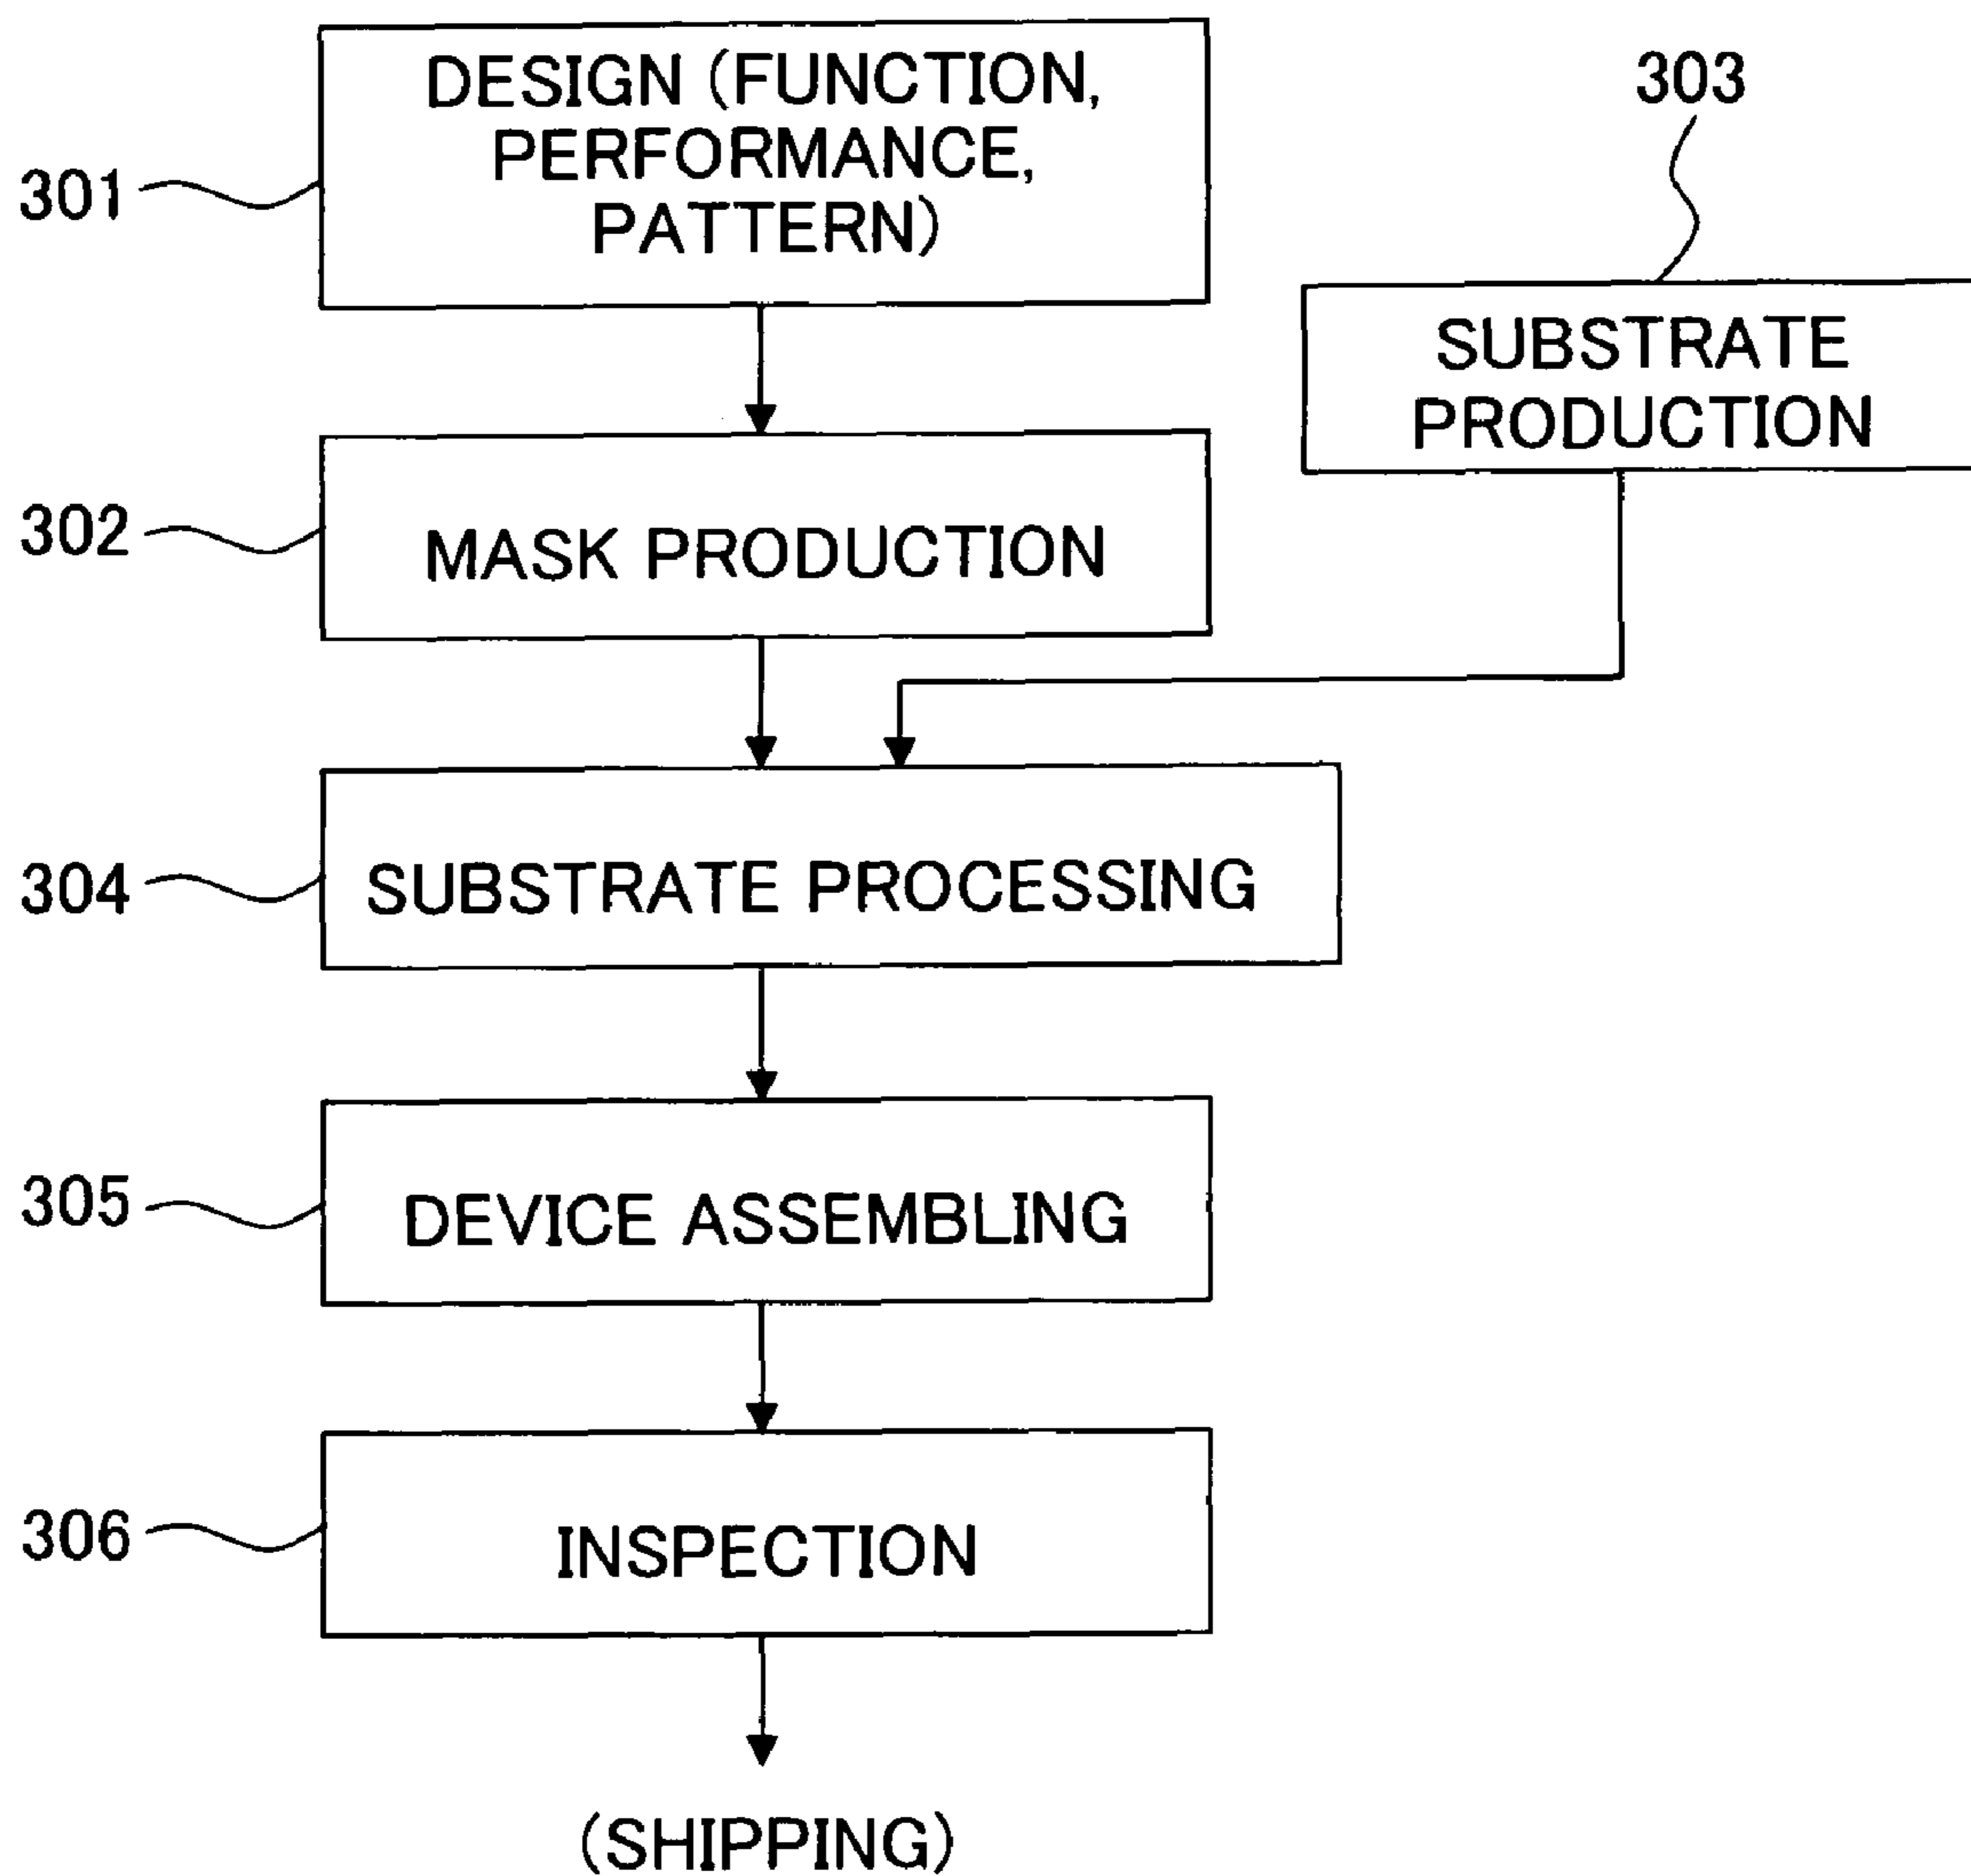 DESIGN (FUNCTION,
PERFORMANCE,
PATTERN)
301
303
SUBSTRATE
PRODUCTION
302
MASK PRODUCTION
304
SUBSTRATE PROCESSING
305
DEVICE ASSEMBLING
306
INSPECTION
(SHIPPING)